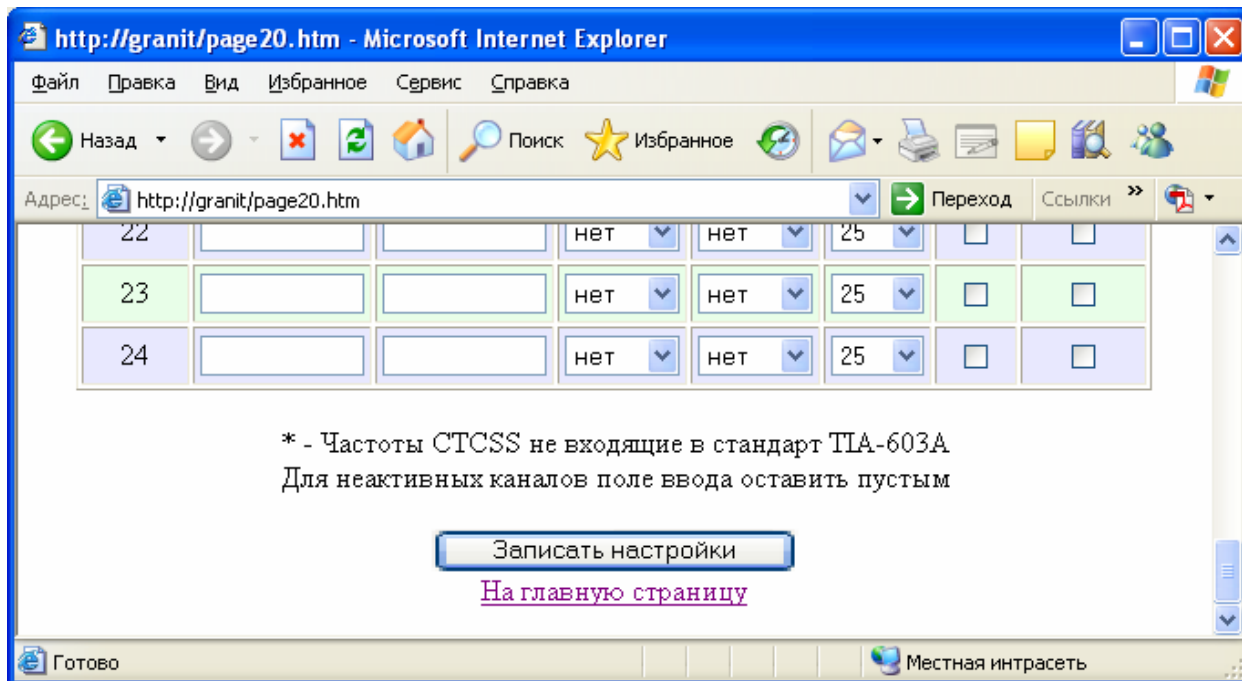 http://granit/page20.htm - Microsoft Internet Explorer
Файл Правка Вид Избранное Сервис Справка
Назад Поиск Избранное
Адрес: http://granit/page20.htm Переход Ссылки »
22 нет нет 25
23 нет нет 25
24 нет нет 25
* - Частоты CTCSS не входящие в стандарт TIA-603A
Для неактивных каналов поле ввода оставить пустым
Записать настройки
На главную страницу
Готово Местная интрасеть